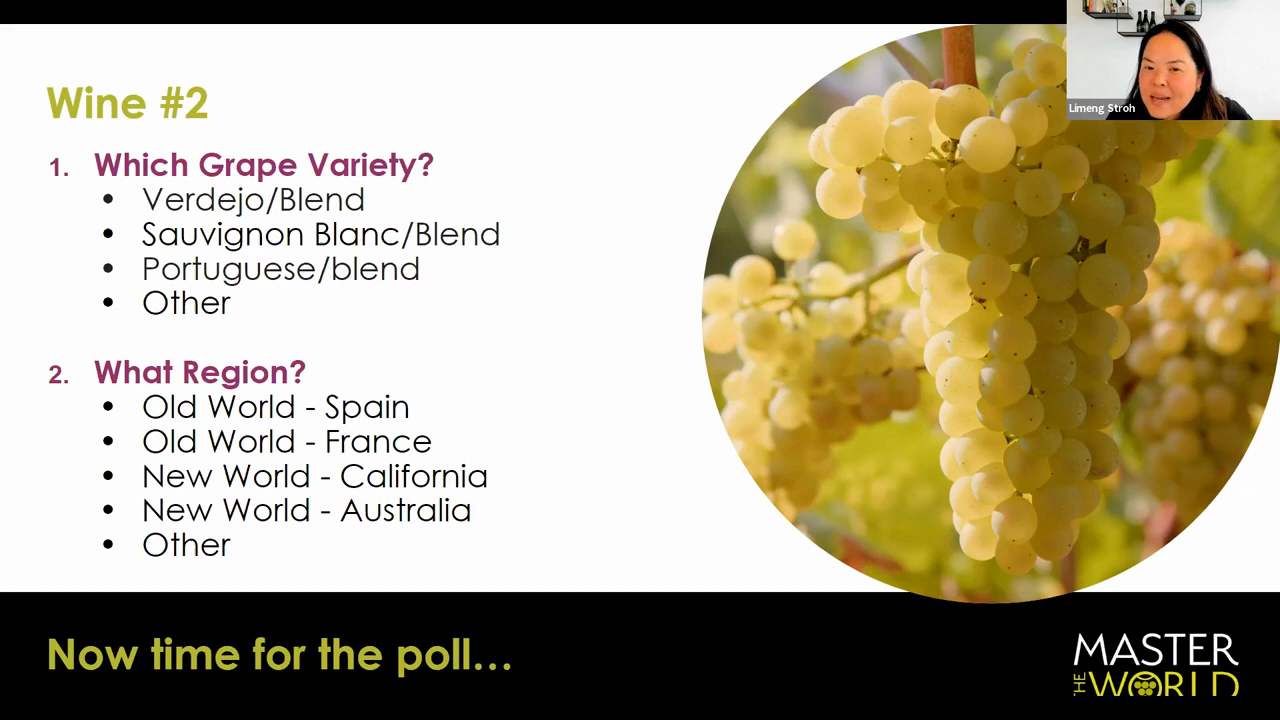 Limeng Stroh
Wine #2
1. Which Grape Variety?
• Verdejo/Blend
• Sauvignon Blanc/Blend
• Portuguese/blend
• Other
2. What Region?
• Old World - Spain
• Old World - France
• New World - California
• New World - Australia
• Other
Now time for the poll...
MASTER
THE WORLD